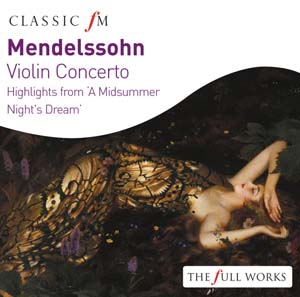 CLASSIC fM
Mendelssohn
Violin Concerto
Highlights from 'A Midsummer
Night's Dream'
THE fULL WORKS